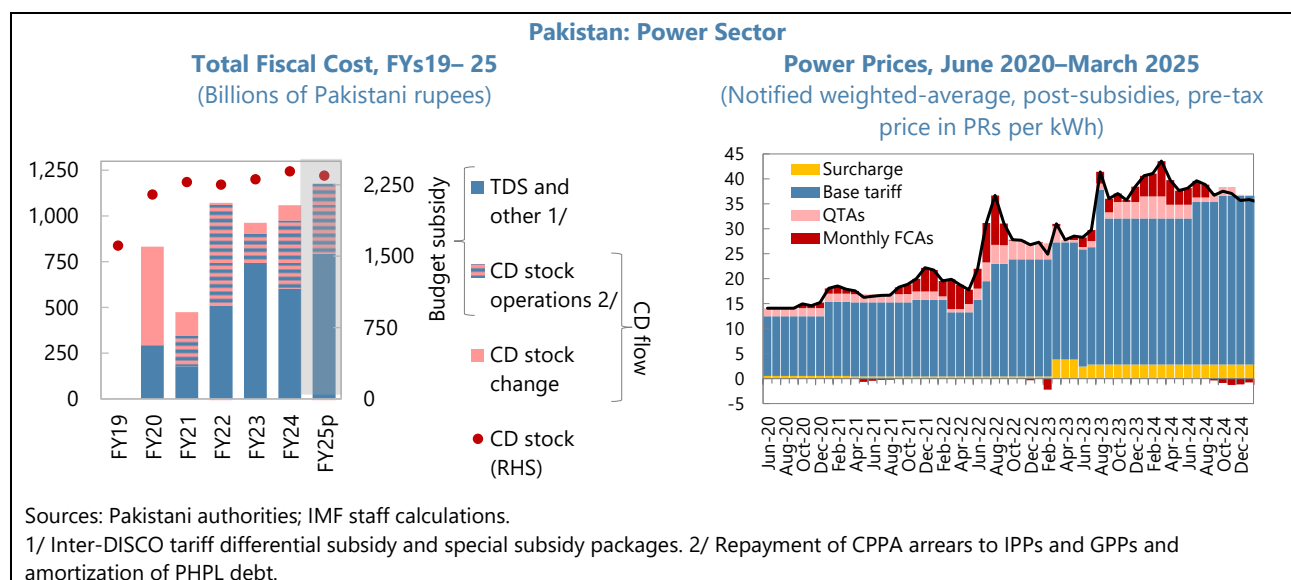 Pakistan: Power Sector
Total Fiscal Cost, FYs19– 25
(Billions of Pakistani rupees)
1,250
1,000
750
500
250
0
2,250
1,500
750
0
FY19
FY20
FY21
FY22
FY23
FY24
FY25p
Budget subsidy
TDS and
other 1/
CD stock
operations 2/
CD stock
change
CD stock
(RHS)
CD flow
Power Prices, June 2020–March 2025
(Notified weighted-average, post-subsidies, pre-tax
price in PRs per kWh)
45
40
35
30
25
20
15
10
5
0
-5
Surcharge
Base tariff
QTAs
Monthly FCAs
Jun-20
Aug-20
Oct-20
Dec-20
Feb-21
Apr-21
Jun-21
Aug-21
Oct-21
Dec-21
Feb-22
Apr-22
Jun-22
Aug-22
Oct-22
Dec-22
Feb-23
Apr-23
Jun-23
Aug-23
Oct-23
Dec-23
Feb-24
Apr-24
Jun-24
Aug-24
Oct-24
Dec-24
Sources: Pakistani authorities; IMF staff calculations.
1/ Inter-DISCO tariff differential subsidy and special subsidy packages. 2/ Repayment of CPPA arrears to IPPs and GPPs and
amortization of PHPL debt.